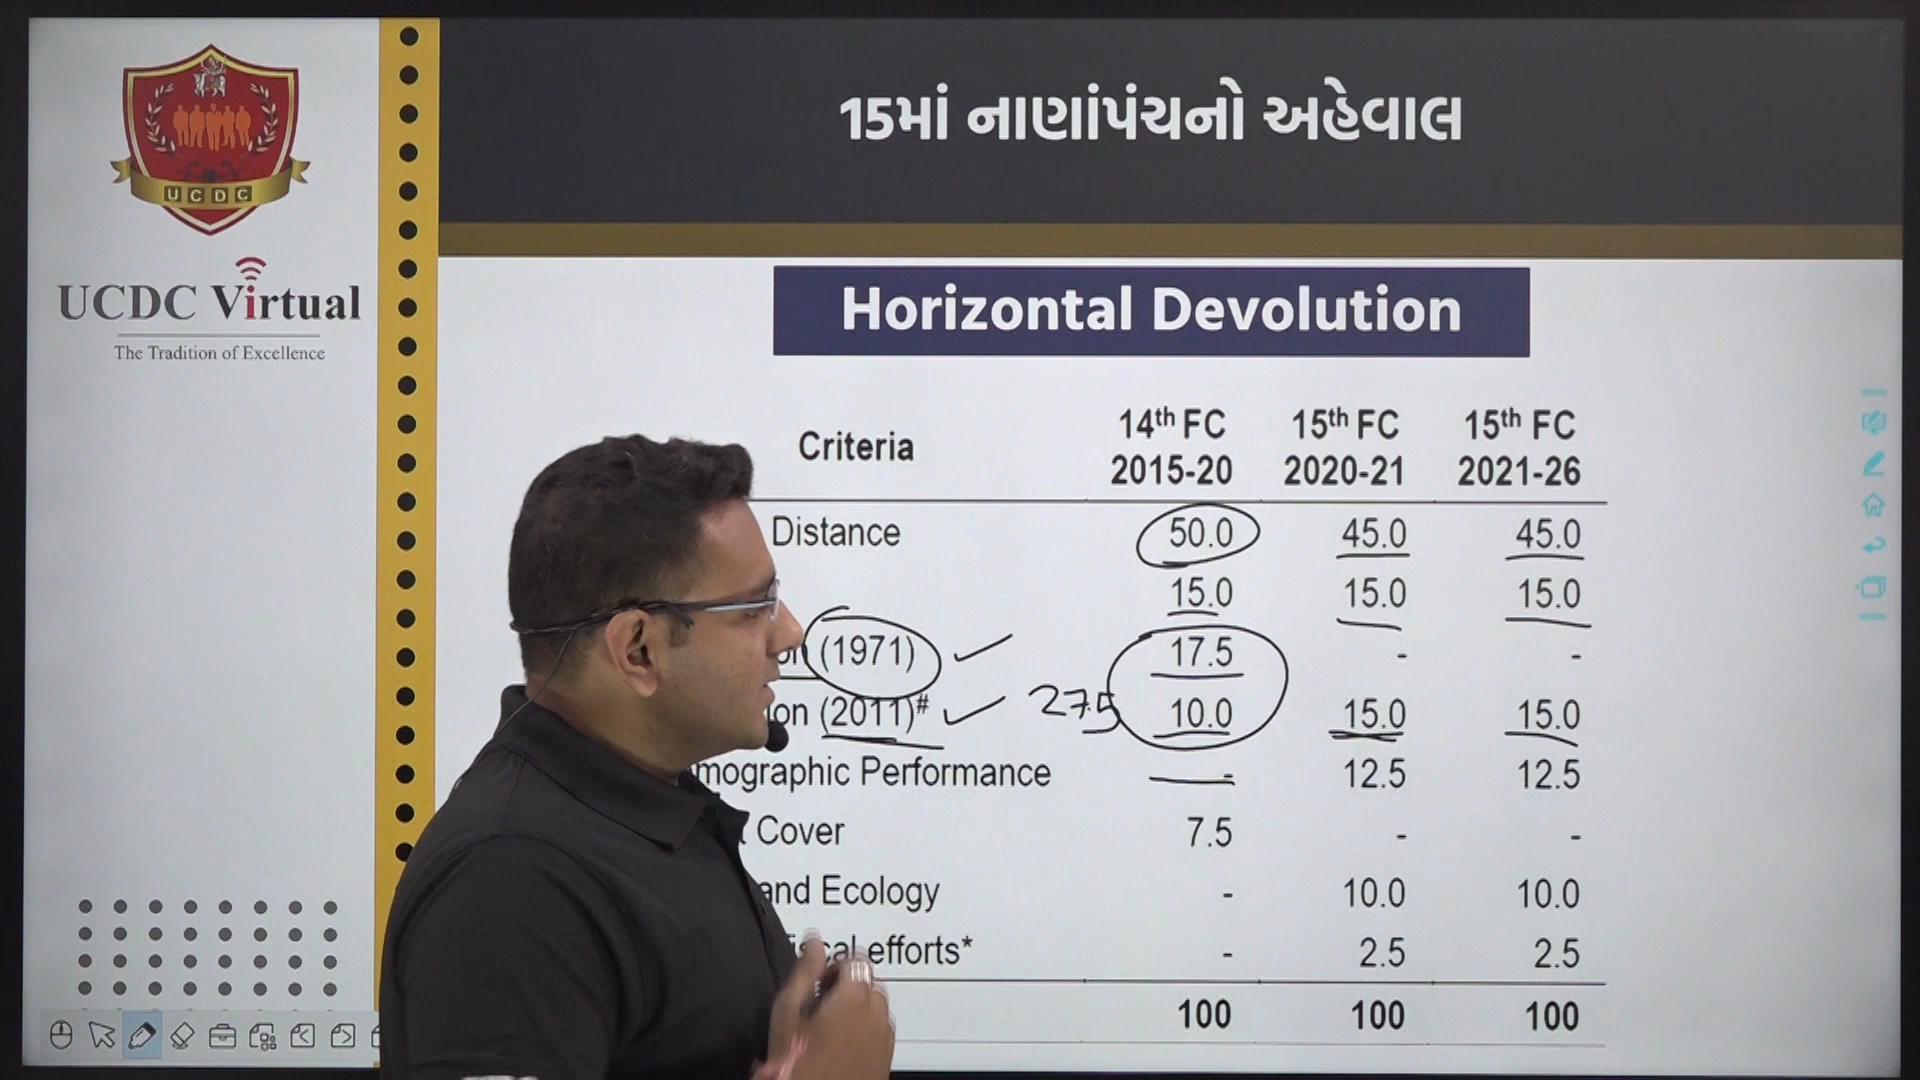 15માં નાણાંપંચનો અહેવાલ
UCDC
UCDC Virtual
The Tradition of Excellence
Horizontal Devolution
Criteria 14th FC 2015-20 15th FC 2020-21 15th FC 2021-26
Distance 50.0 45.0 45.0
15.0 15.0 15.0
(1971) 17.5 - -
(2011)# 27.5 10.0 15.0 15.0
mographic Performance - 12.5 12.5
Cover 7.5 - -
and Ecology - 10.0 10.0
efforts* - 2.5 2.5
100 100 100